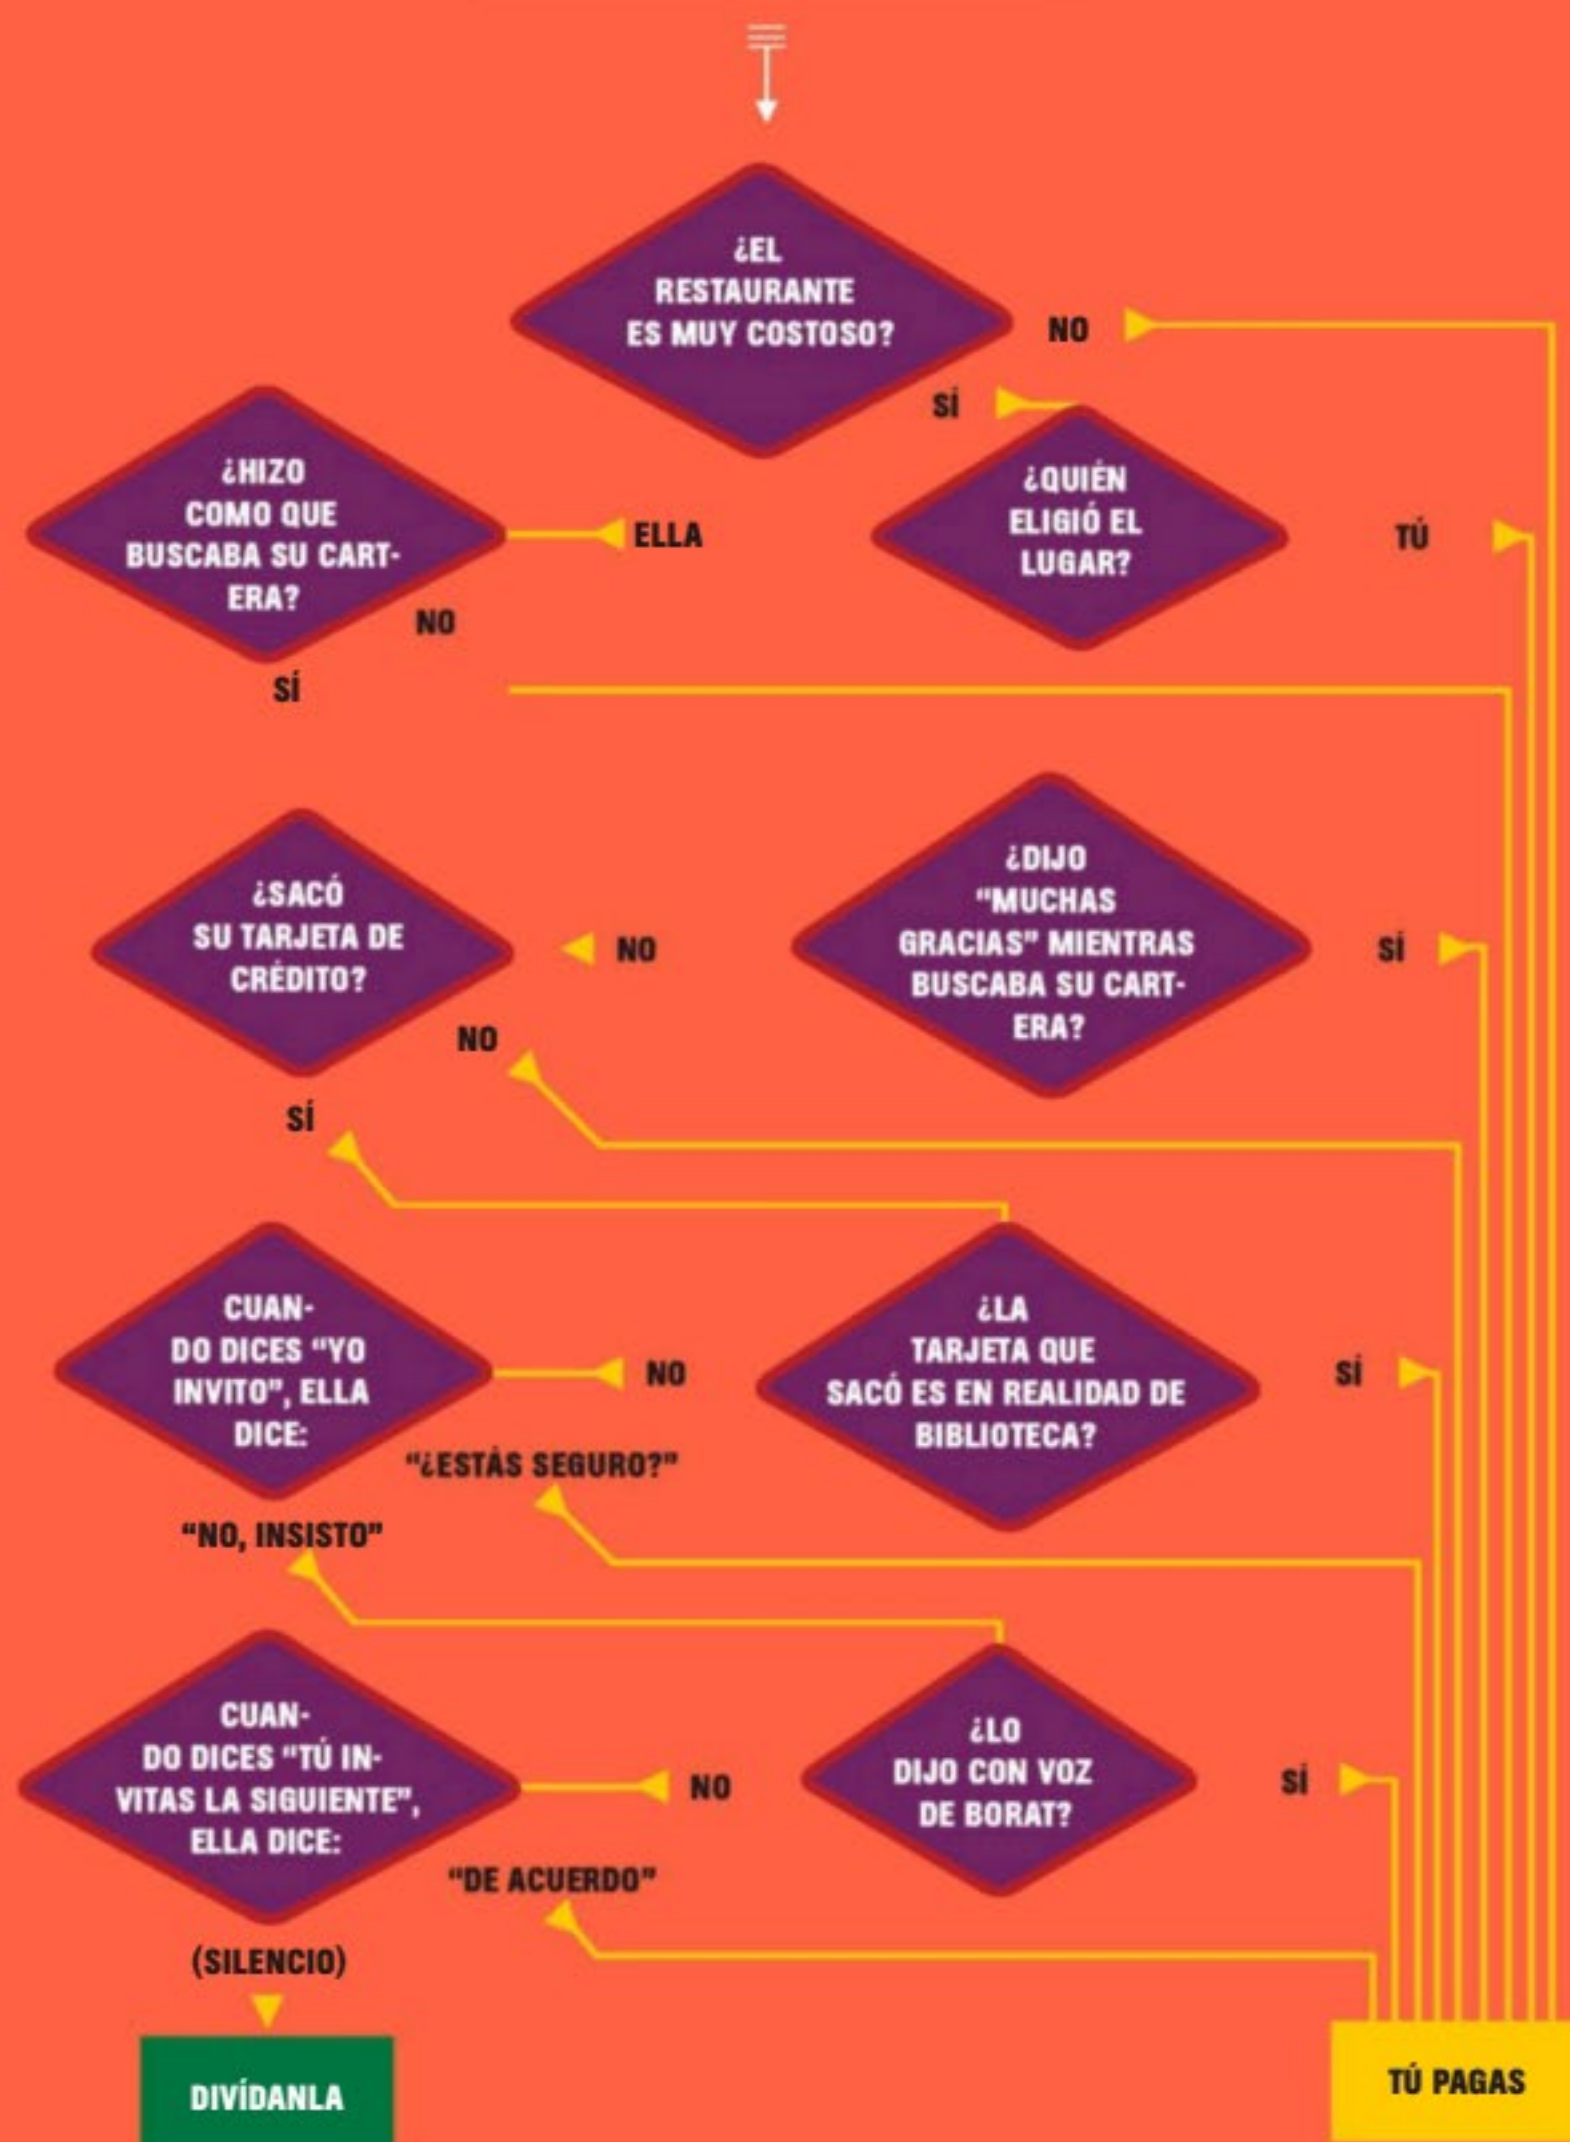 ¿EL
RESTAURANTE
ES MUY COSTOSO?
NO
SÍ
¿QUIÉN
ELIGIÓ EL
LUGAR?
TÚ
ELLA
¿HIZO
COMO QUE
BUSCABA SU CART-
ERA?
NO
SÍ
¿DIJO
“MUCHAS
GRACIAS” MIENTRAS
BUSCABA SU CART-
ERA?
SÍ
NO
¿SACÓ
SU TARJETA DE
CRÉDITO?
NO
SÍ
¿LA
TARJETA QUE
SACÓ ES EN REALIDAD DE
BIBLIOTECA?
SÍ
NO
CUAN-
DO DICES “YO
INVITO”, ELLA
DICE:
“¿ESTÁS SEGURO?”
“NO, INSISTO”
¿LO
DIJO CON VOZ
DE BORAT?
SÍ
NO
CUAN-
DO DICES “TÚ IN-
VITAS LA SIGUIENTE”,
ELLA DICE:
“DE ACUERDO”
(SILENCIO)
DIVÍDANLA
TÚ PAGAS